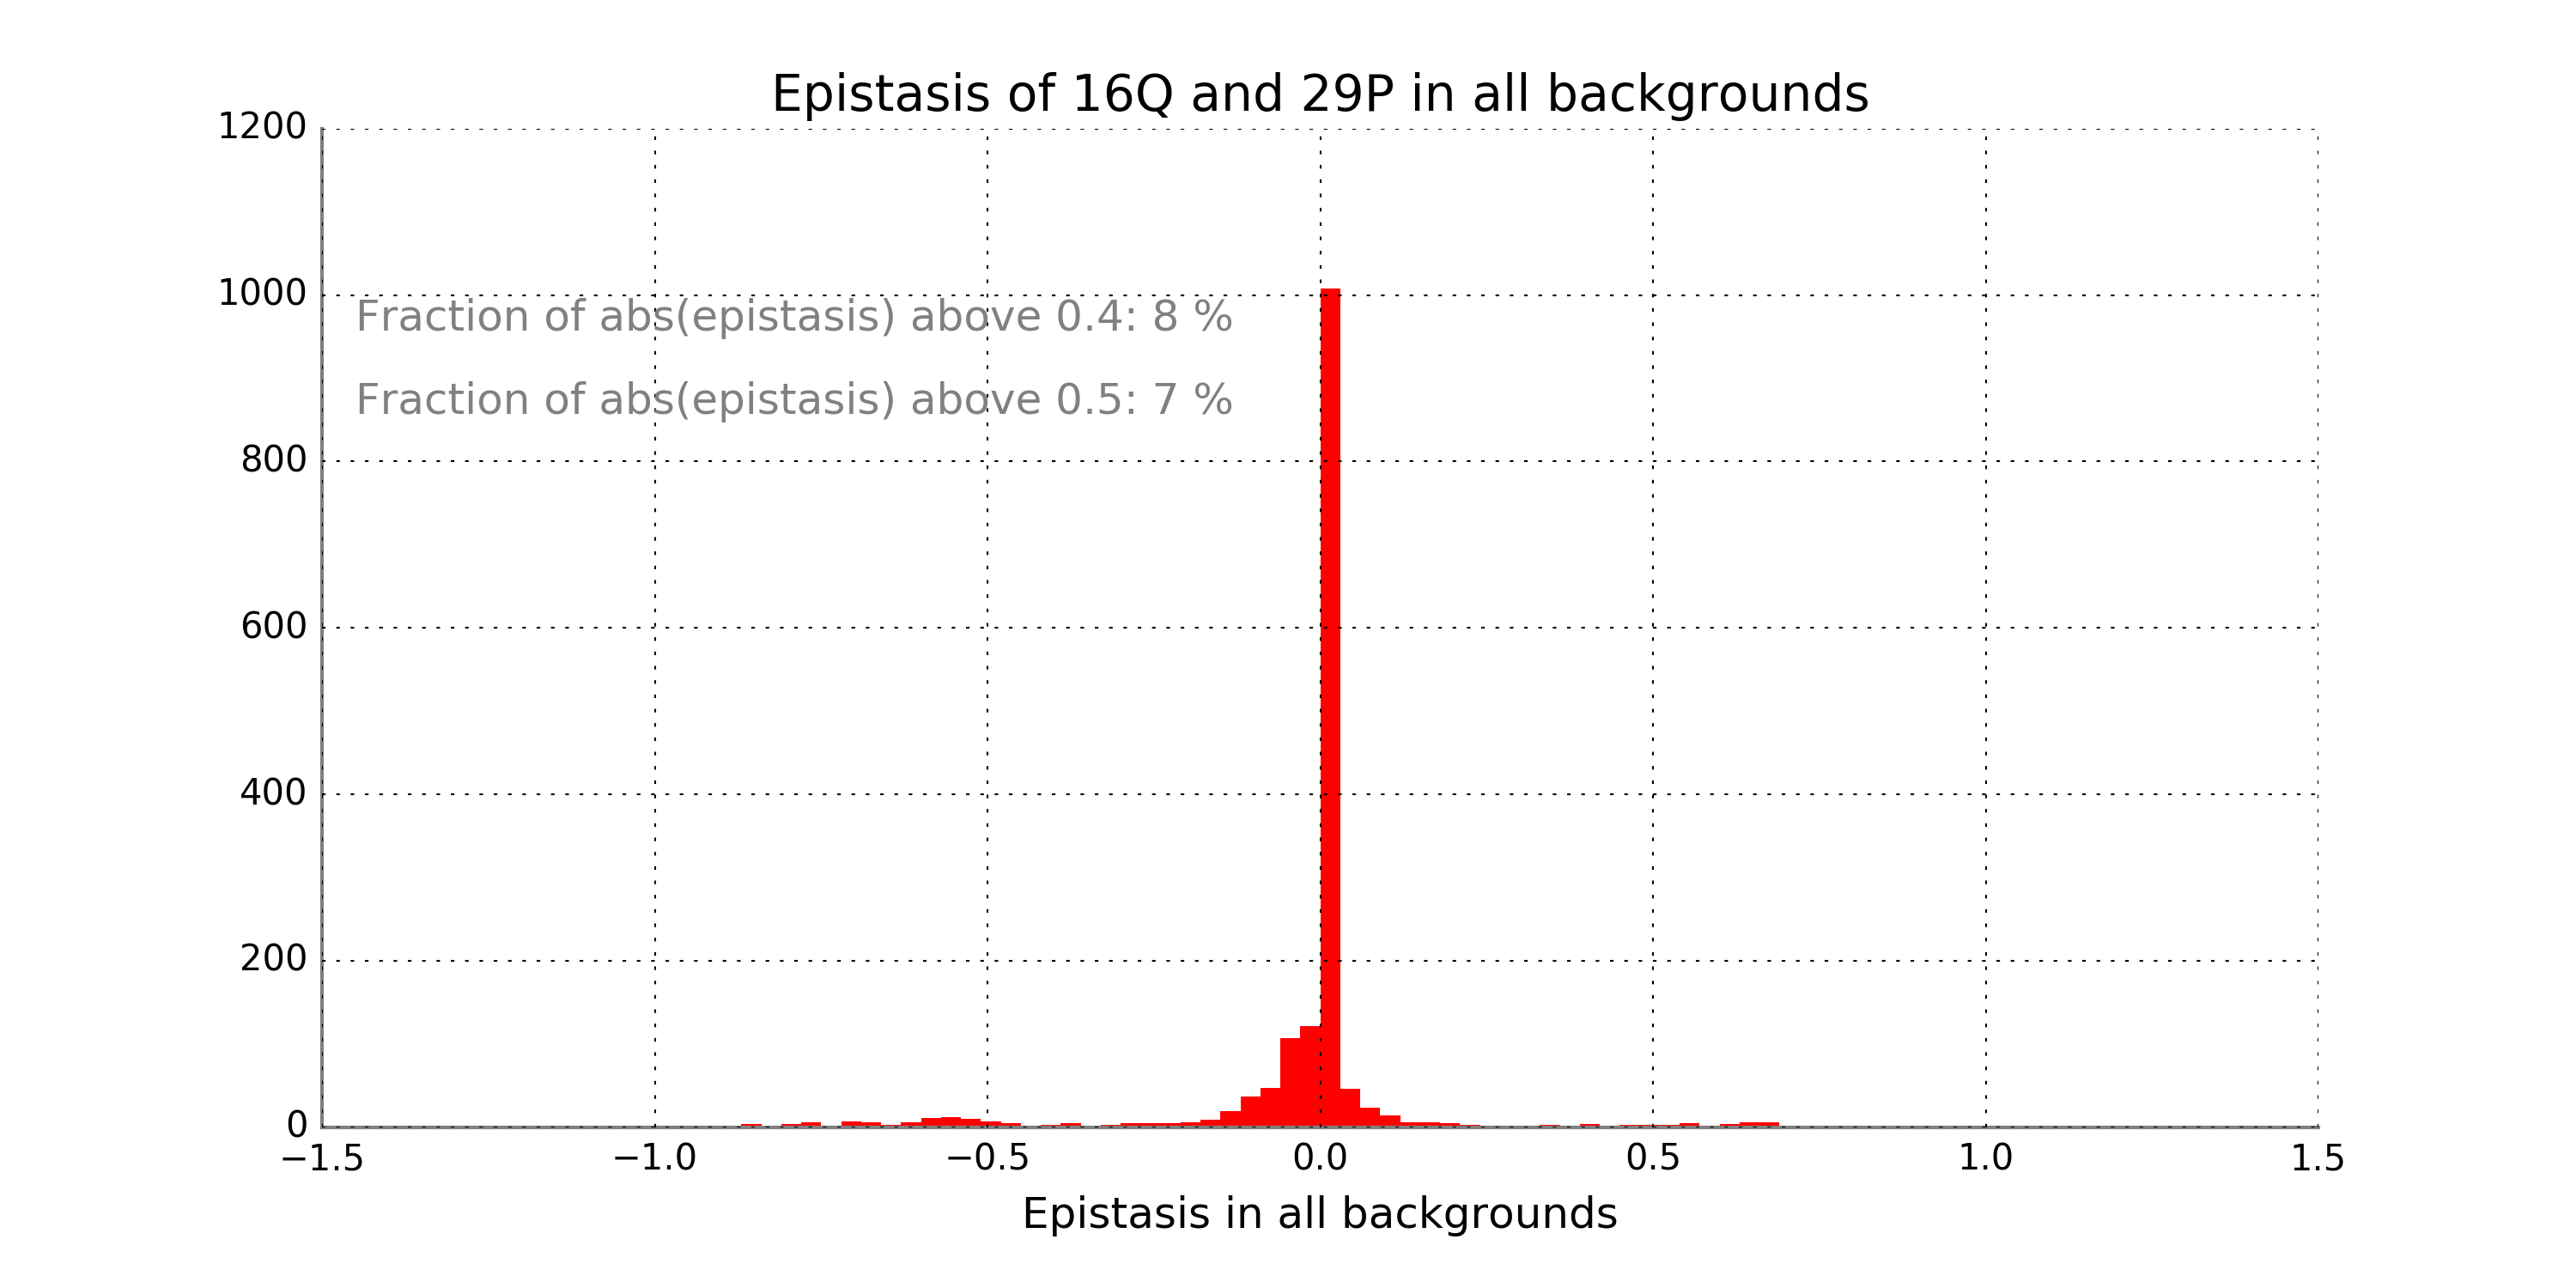 Epistasis of 16Q and 29P in all backgrounds
1200
1000
Fraction of abs(epistasis) above 0.4: 8 %
Fraction of abs(epistasis) above 0.5: 7 %
800
600
400
200
0
−1.5 −1.0 −0.5 0.0 0.5 1.0 1.5
Epistasis in all backgrounds